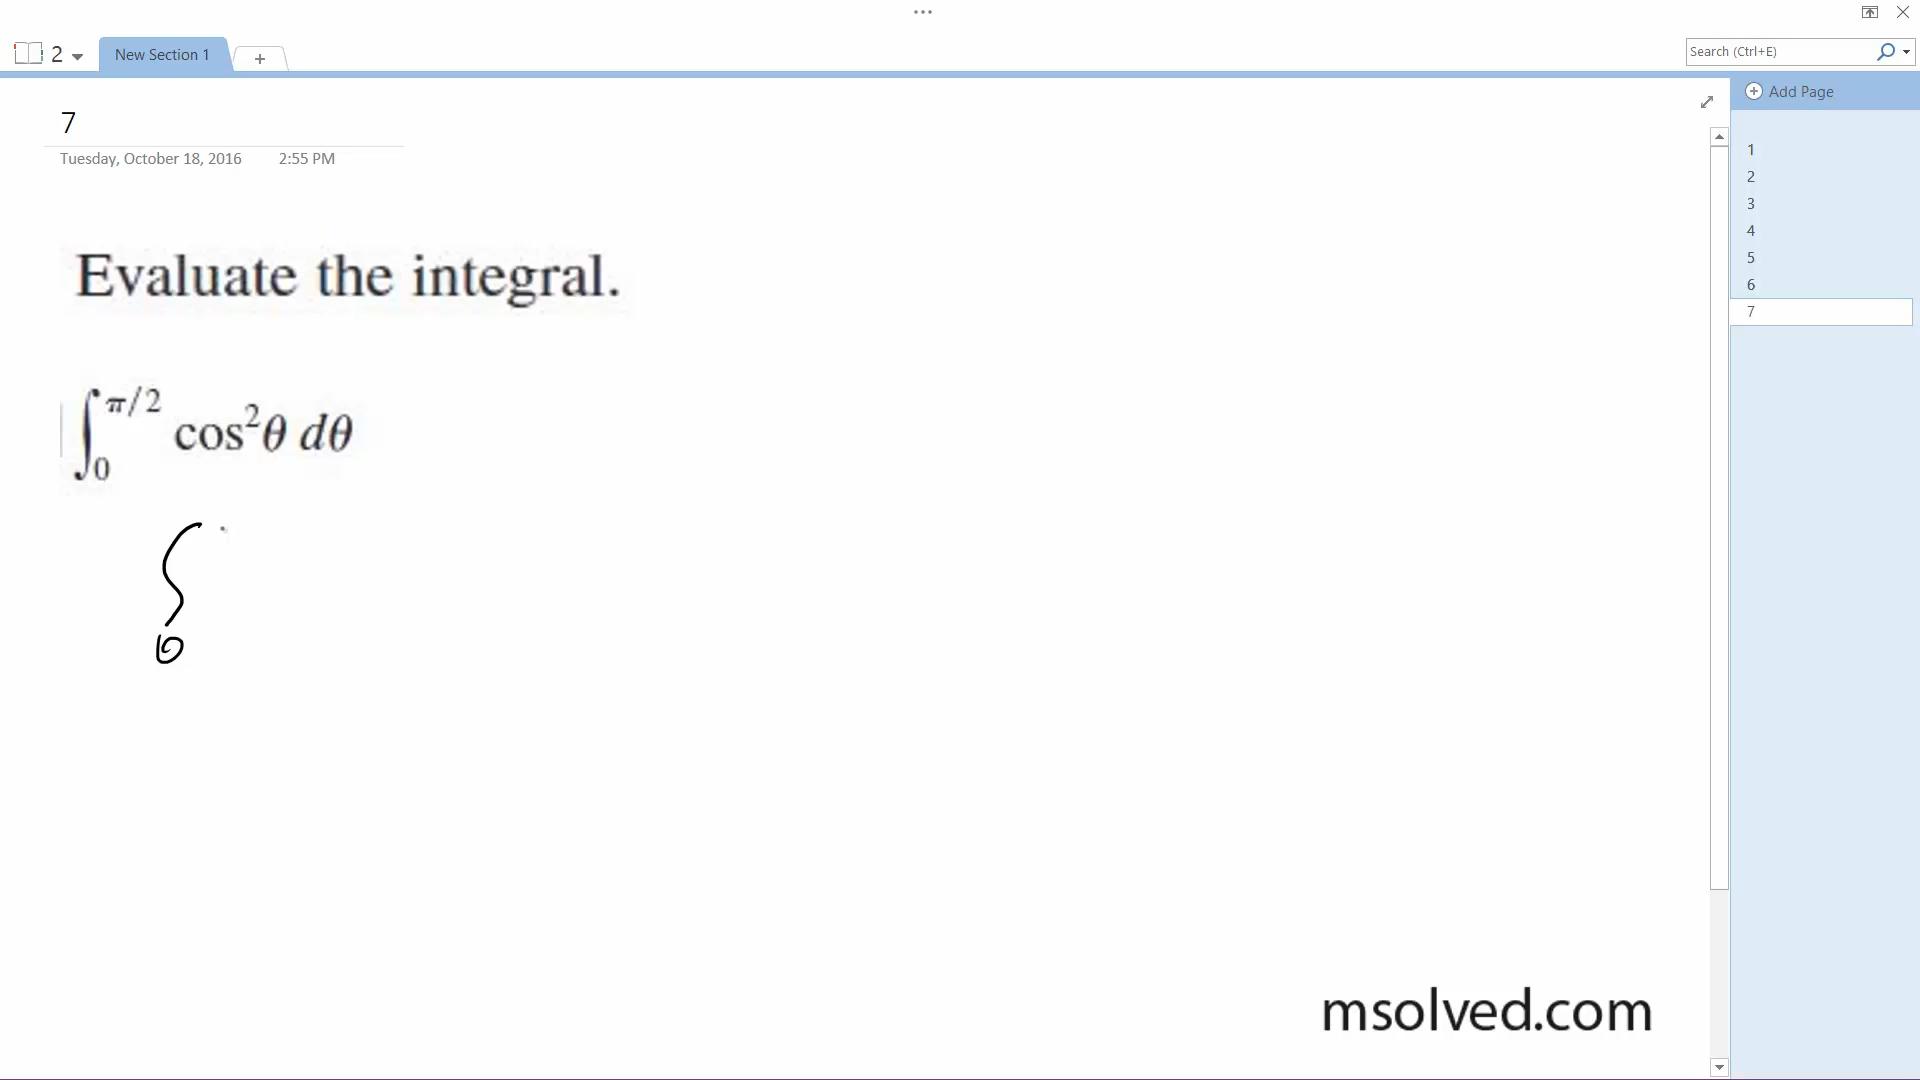 ...
2
New Section 1
+
Search (Ctrl+E)
Add Page
7
Tuesday, October 18, 2016 2:55 PM
1
2
3
4
5
6
7
Evaluate the integral.
∫₀^{π/2} cos²θ dθ
∫₀
msolved.com